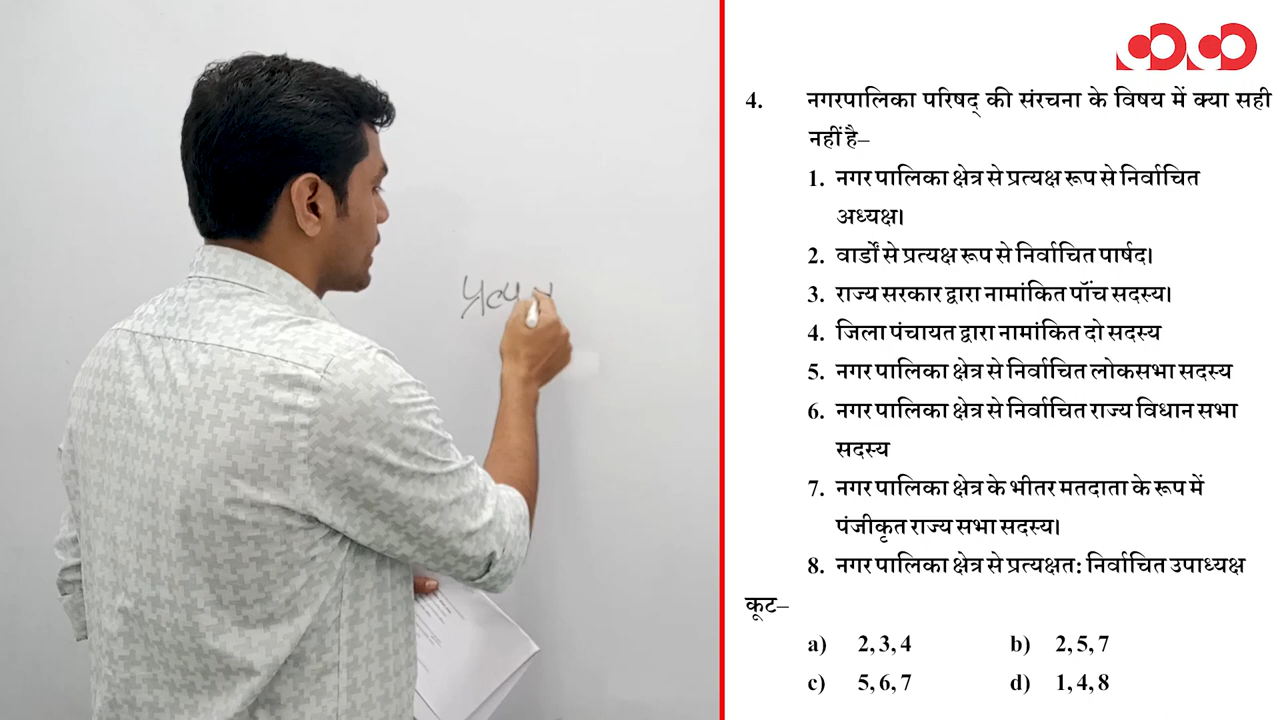 4. नगरपालिका परिषद् की संरचना के विषय में क्या सही
नहीं है–
1. नगर पालिका क्षेत्र से प्रत्यक्ष रूप से निर्वाचित
अध्यक्ष।
2. वार्डों से प्रत्यक्ष रूप से निर्वाचित पार्षद।
3. राज्य सरकार द्वारा नामांकित पॉंच सदस्य।
4. जिला पंचायत द्वारा नामांकित दो सदस्य
5. नगर पालिका क्षेत्र से निर्वाचित लोकसभा सदस्य
6. नगर पालिका क्षेत्र से निर्वाचित राज्य विधान सभा
सदस्य
7. नगर पालिका क्षेत्र के भीतर मतदाता के रूप में
पंजीकृत राज्य सभा सदस्य।
8. नगर पालिका क्षेत्र से प्रत्यक्षत: निर्वाचित उपाध्यक्ष
कूट–
a) 2, 3, 4 b) 2, 5, 7
c) 5, 6, 7 d) 1, 4, 8